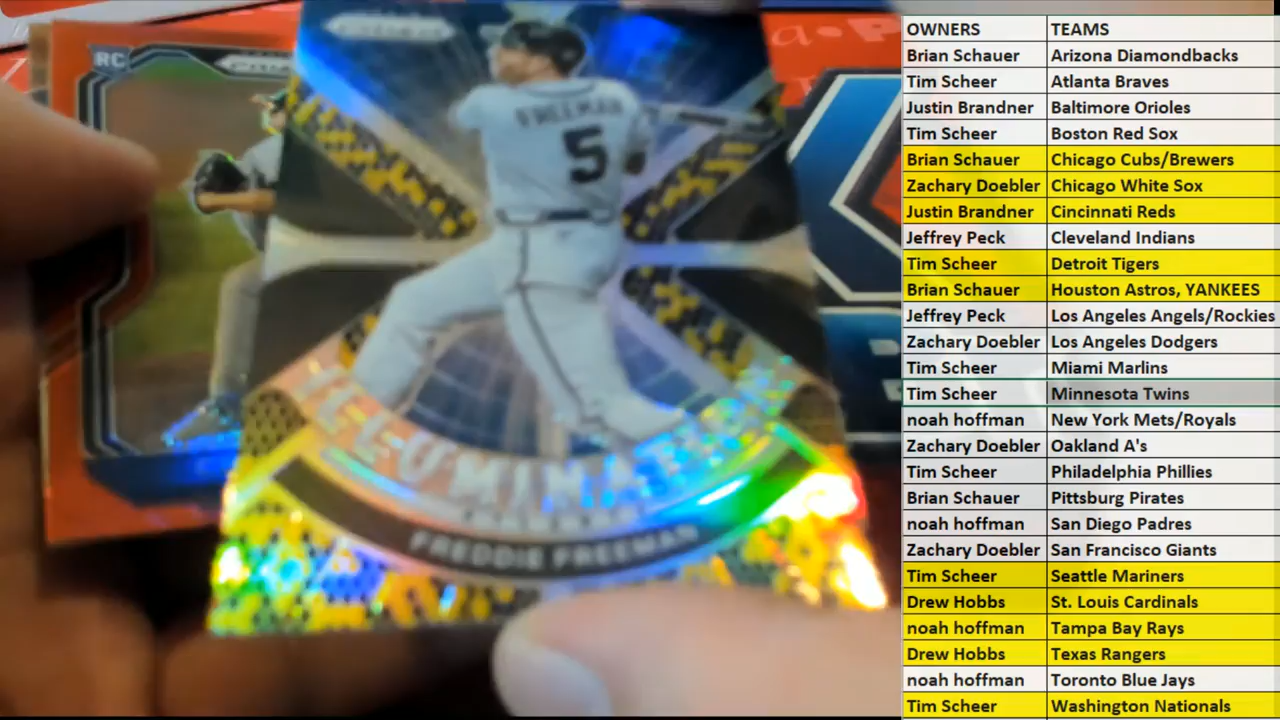 RC
PRIZM
FREEMAN
5
ILLUMINATION
FREDDIE FREEMAN
OWNERS TEAMS
Brian Schauer Arizona Diamondbacks
Tim Scheer Atlanta Braves
Justin Brandner Baltimore Orioles
Tim Scheer Boston Red Sox
Brian Schauer Chicago Cubs/Brewers
Zachary Doebler Chicago White Sox
Justin Brandner Cincinnati Reds
Jeffrey Peck Cleveland Indians
Tim Scheer Detroit Tigers
Brian Schauer Houston Astros, YANKEES
Jeffrey Peck Los Angeles Angels/Rockies
Zachary Doebler Los Angeles Dodgers
Tim Scheer Miami Marlins
Tim Scheer Minnesota Twins
noah hoffman New York Mets/Royals
Zachary Doebler Oakland A's
Tim Scheer Philadelphia Phillies
Brian Schauer Pittsburg Pirates
noah hoffman San Diego Padres
Zachary Doebler San Francisco Giants
Tim Scheer Seattle Mariners
Drew Hobbs St. Louis Cardinals
noah hoffman Tampa Bay Rays
Drew Hobbs Texas Rangers
noah hoffman Toronto Blue Jays
Tim Scheer Washington Nationals